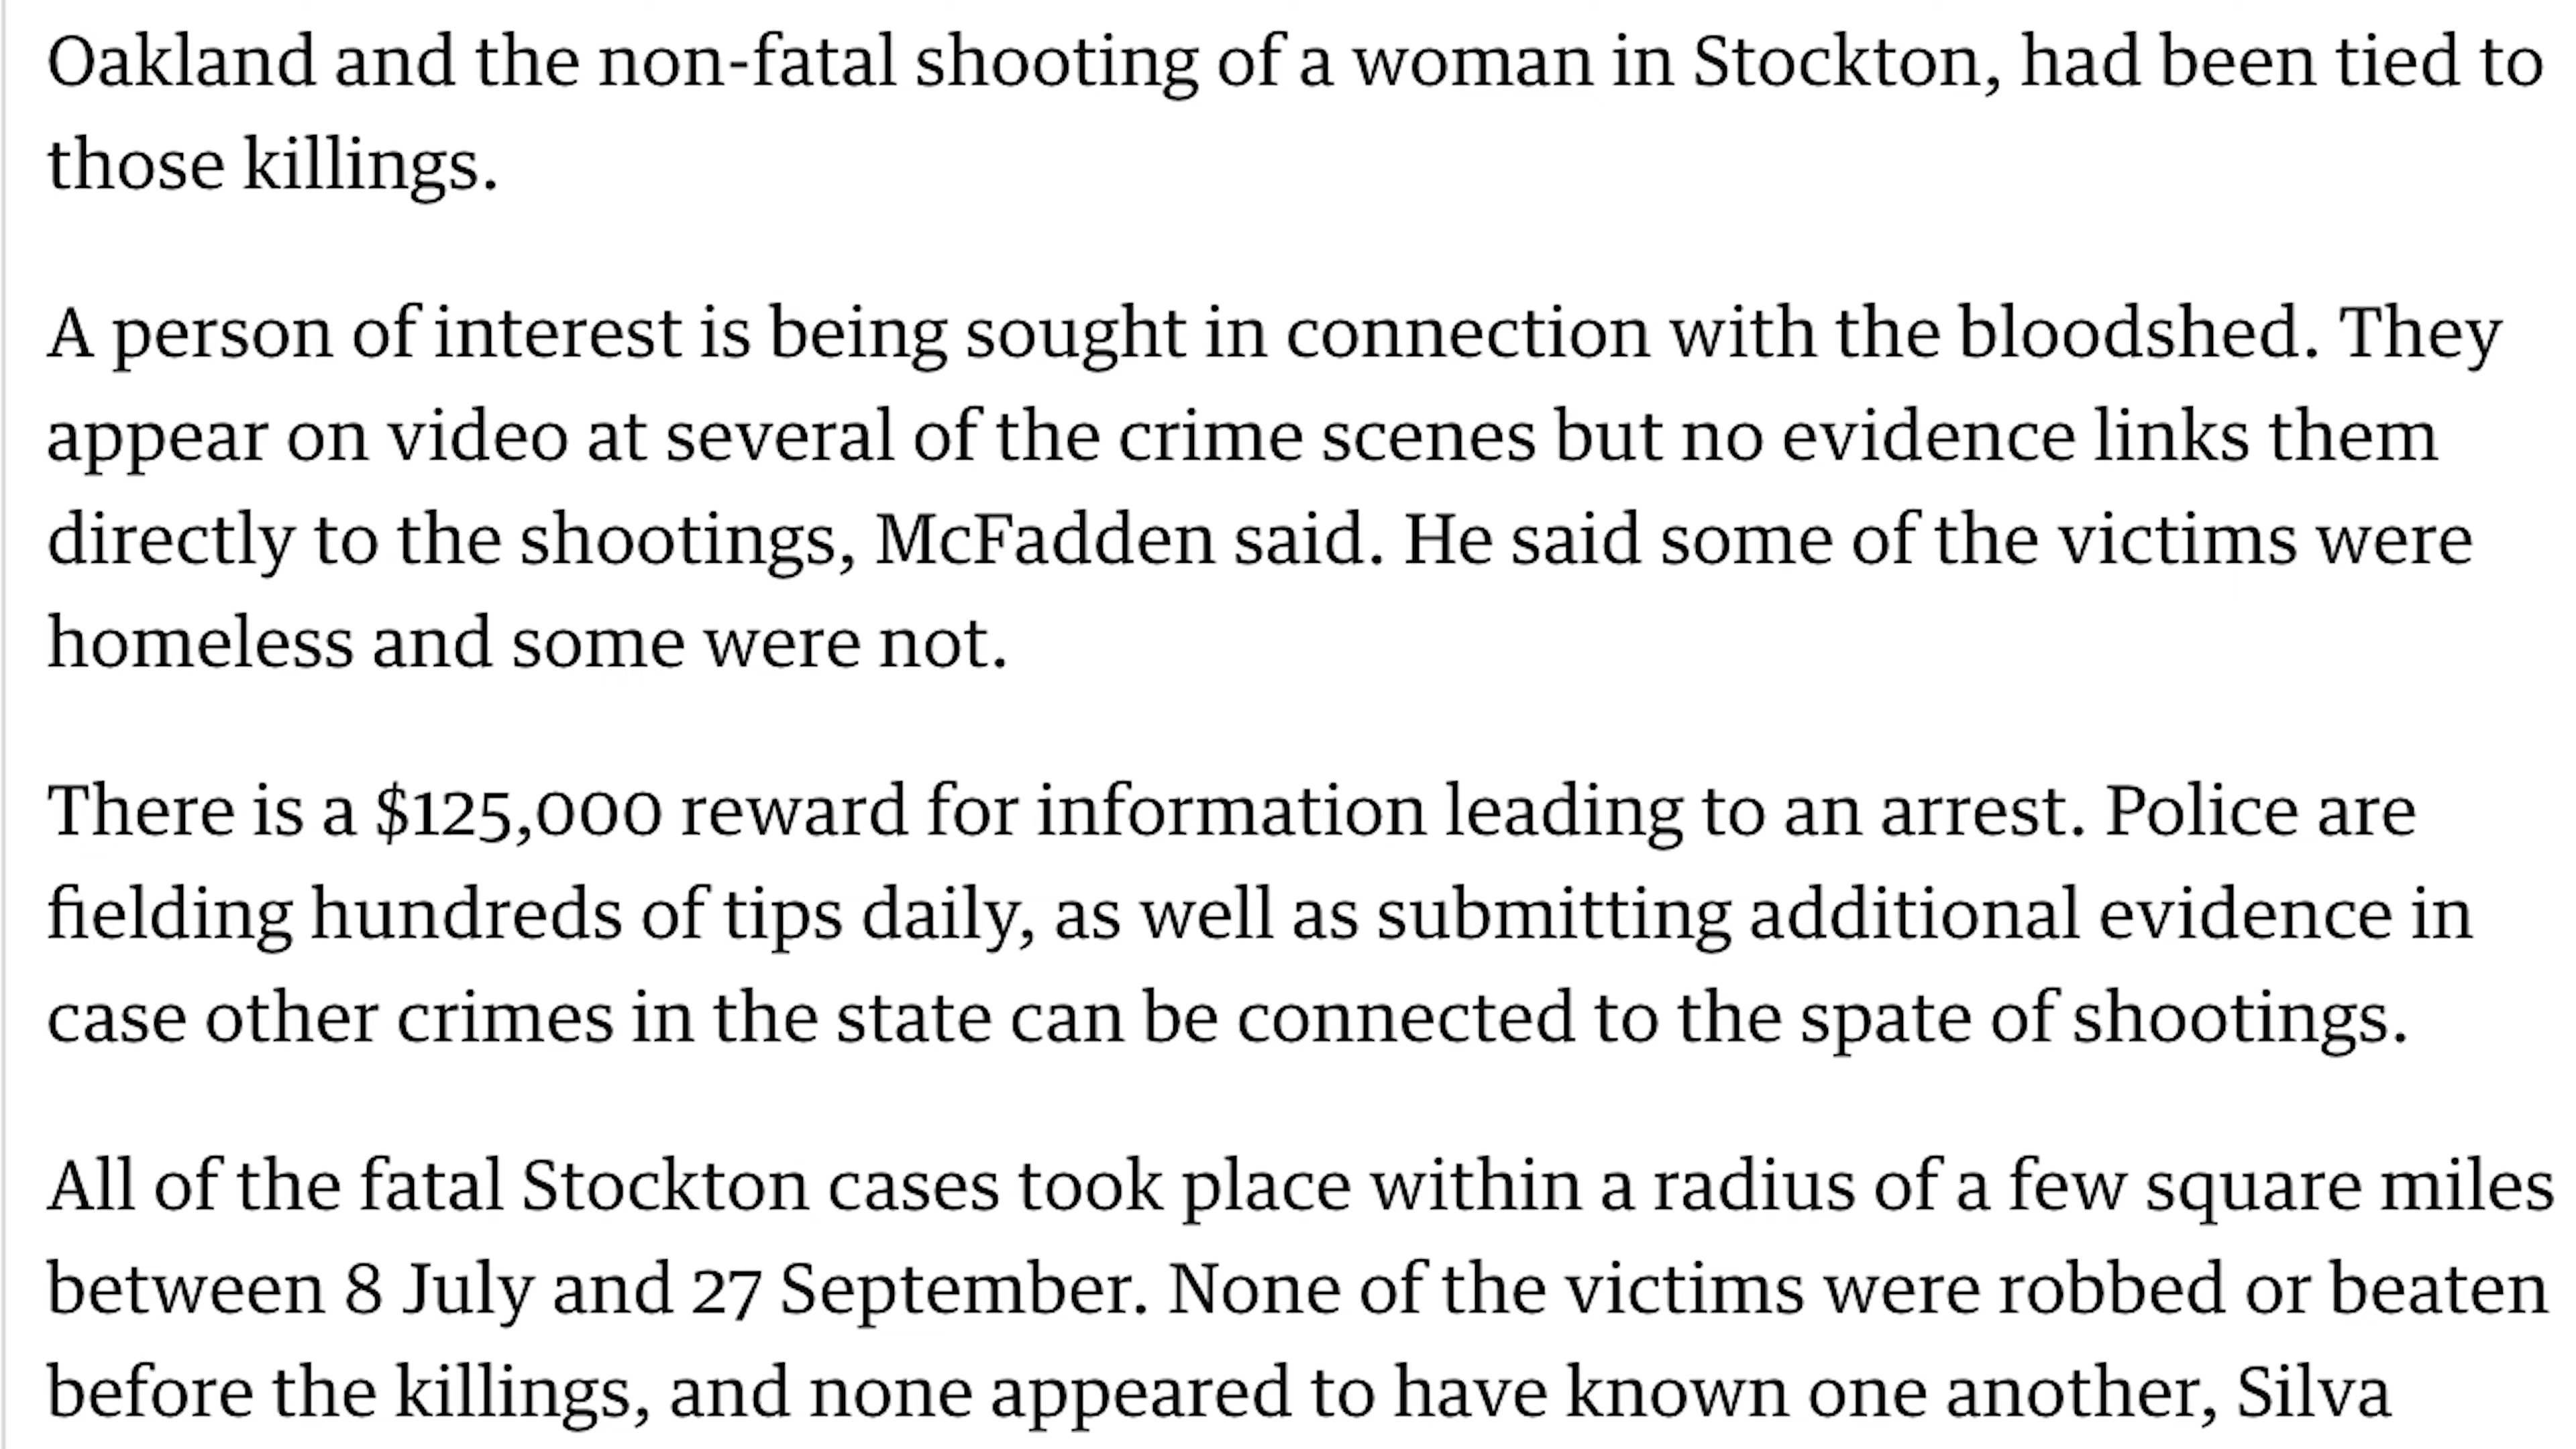 Oakland and the non-fatal shooting of a woman in Stockton, had been tied to
those killings.
A person of interest is being sought in connection with the bloodshed. They
appear on video at several of the crime scenes but no evidence links them
directly to the shootings, McFadden said. He said some of the victims were
homeless and some were not.
There is a $125,000 reward for information leading to an arrest. Police are
fielding hundreds of tips daily, as well as submitting additional evidence in
case other crimes in the state can be connected to the spate of shootings.
All of the fatal Stockton cases took place within a radius of a few square miles
between 8 July and 27 September. None of the victims were robbed or beaten
before the killings, and none appeared to have known one another, Silva